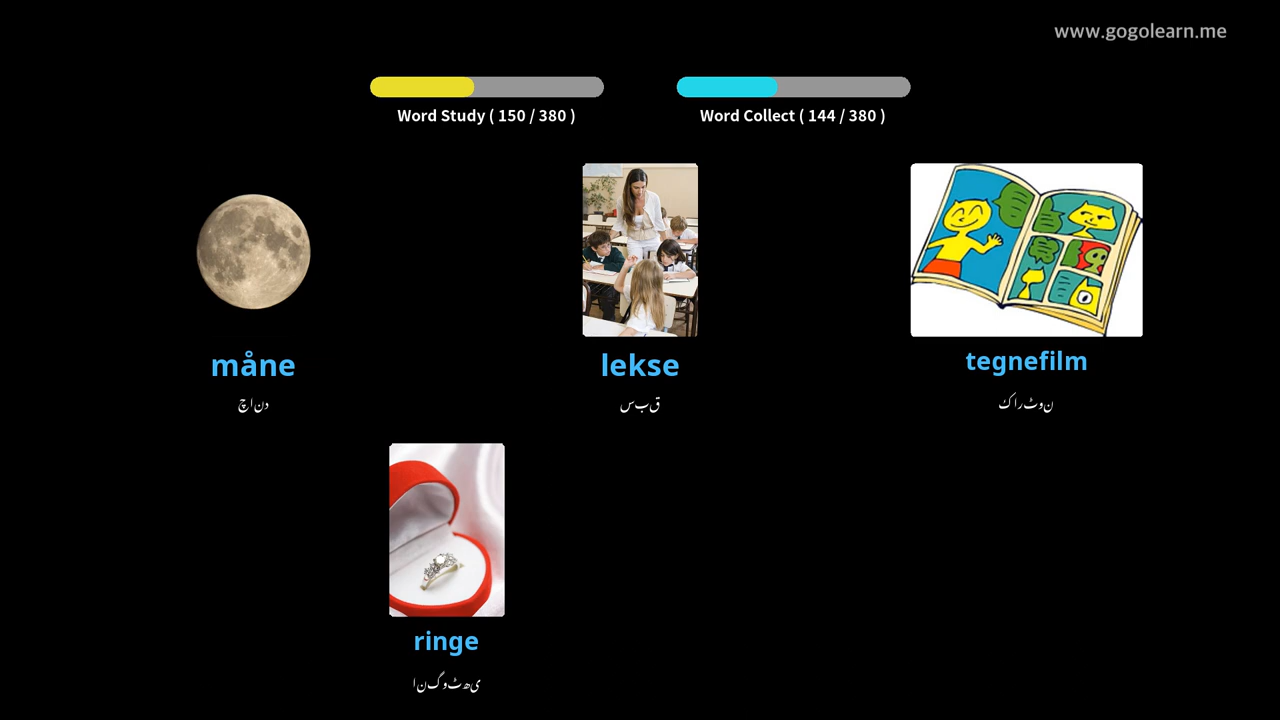 www.gogolearn.me
Word Study ( 150 / 380 )
Word Collect ( 144 / 380 )
måne
چاند
lekse
سبق
tegnefilm
کارٹون
ringe
انگوٹھی